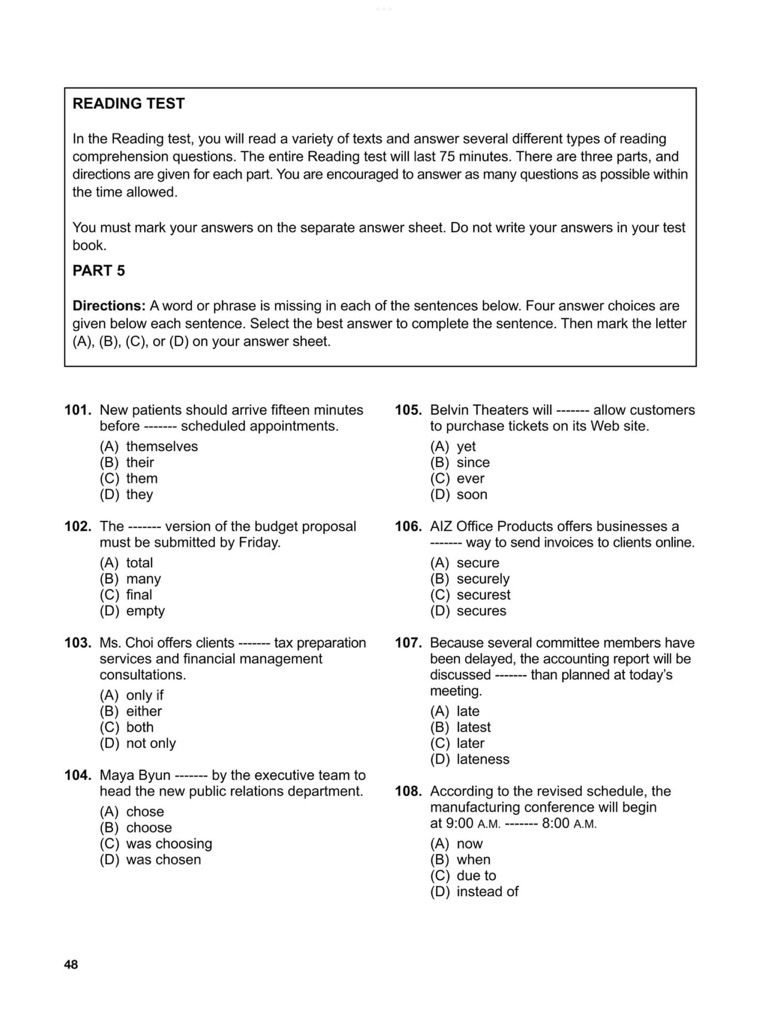 READING TEST
In the Reading test, you will read a variety of texts and answer several different types of reading
comprehension questions. The entire Reading test will last 75 minutes. There are three parts, and
directions are given for each part. You are encouraged to answer as many questions as possible within
the time allowed.
You must mark your answers on the separate answer sheet. Do not write your answers in your test
book.
PART 5
Directions: A word or phrase is missing in each of the sentences below. Four answer choices are
given below each sentence. Select the best answer to complete the sentence. Then mark the letter
(A), (B), (C), or (D) on your answer sheet.
101. New patients should arrive fifteen minutes
before ------- scheduled appointments.
(A) themselves
(B) their
(C) them
(D) they
102. The ------- version of the budget proposal
must be submitted by Friday.
(A) total
(B) many
(C) final
(D) empty
103. Ms. Choi offers clients ------- tax preparation
services and financial management
consultations.
(A) only if
(B) either
(C) both
(D) not only
104. Maya Byun ------- by the executive team to
head the new public relations department.
(A) chose
(B) choose
(C) was choosing
(D) was chosen
105. Belvin Theaters will ------- allow customers
to purchase tickets on its Web site.
(A) yet
(B) since
(C) ever
(D) soon
106. AIZ Office Products offers businesses a
------- way to send invoices to clients online.
(A) secure
(B) securely
(C) securest
(D) secures
107. Because several committee members have
been delayed, the accounting report will be
discussed ------- than planned at today's
meeting.
(A) late
(B) latest
(C) later
(D) lateness
108. According to the revised schedule, the
manufacturing conference will begin
at 9:00 A.M. ------- 8:00 A.M.
(A) now
(B) when
(C) due to
(D) instead of
48